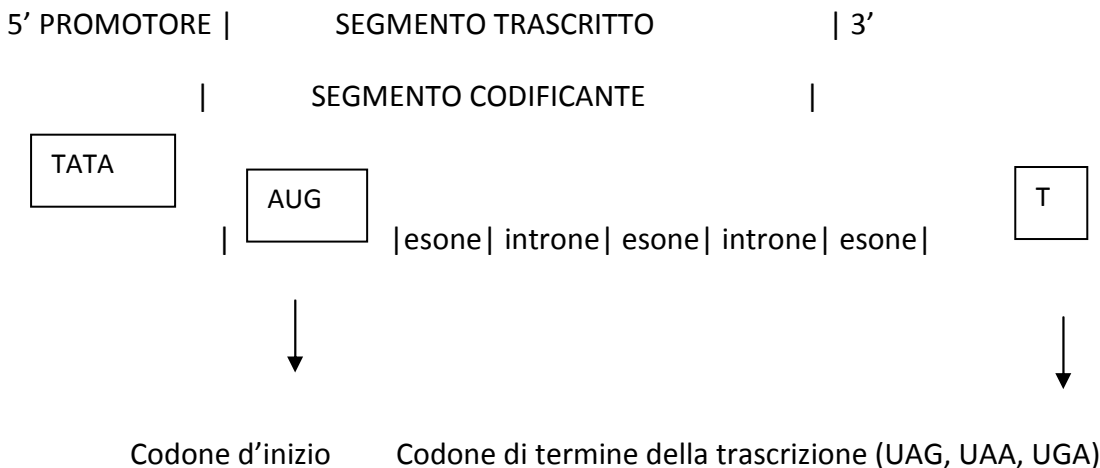 5’ PROMOTORE | SEGMENTO TRASCRITTO | 3’
| SEGMENTO CODIFICANTE |
TATA
AUG
T
| |esone| introne| esone| introne| esone|
Codone d’inizio Codone di termine della trascrizione (UAG, UAA, UGA)